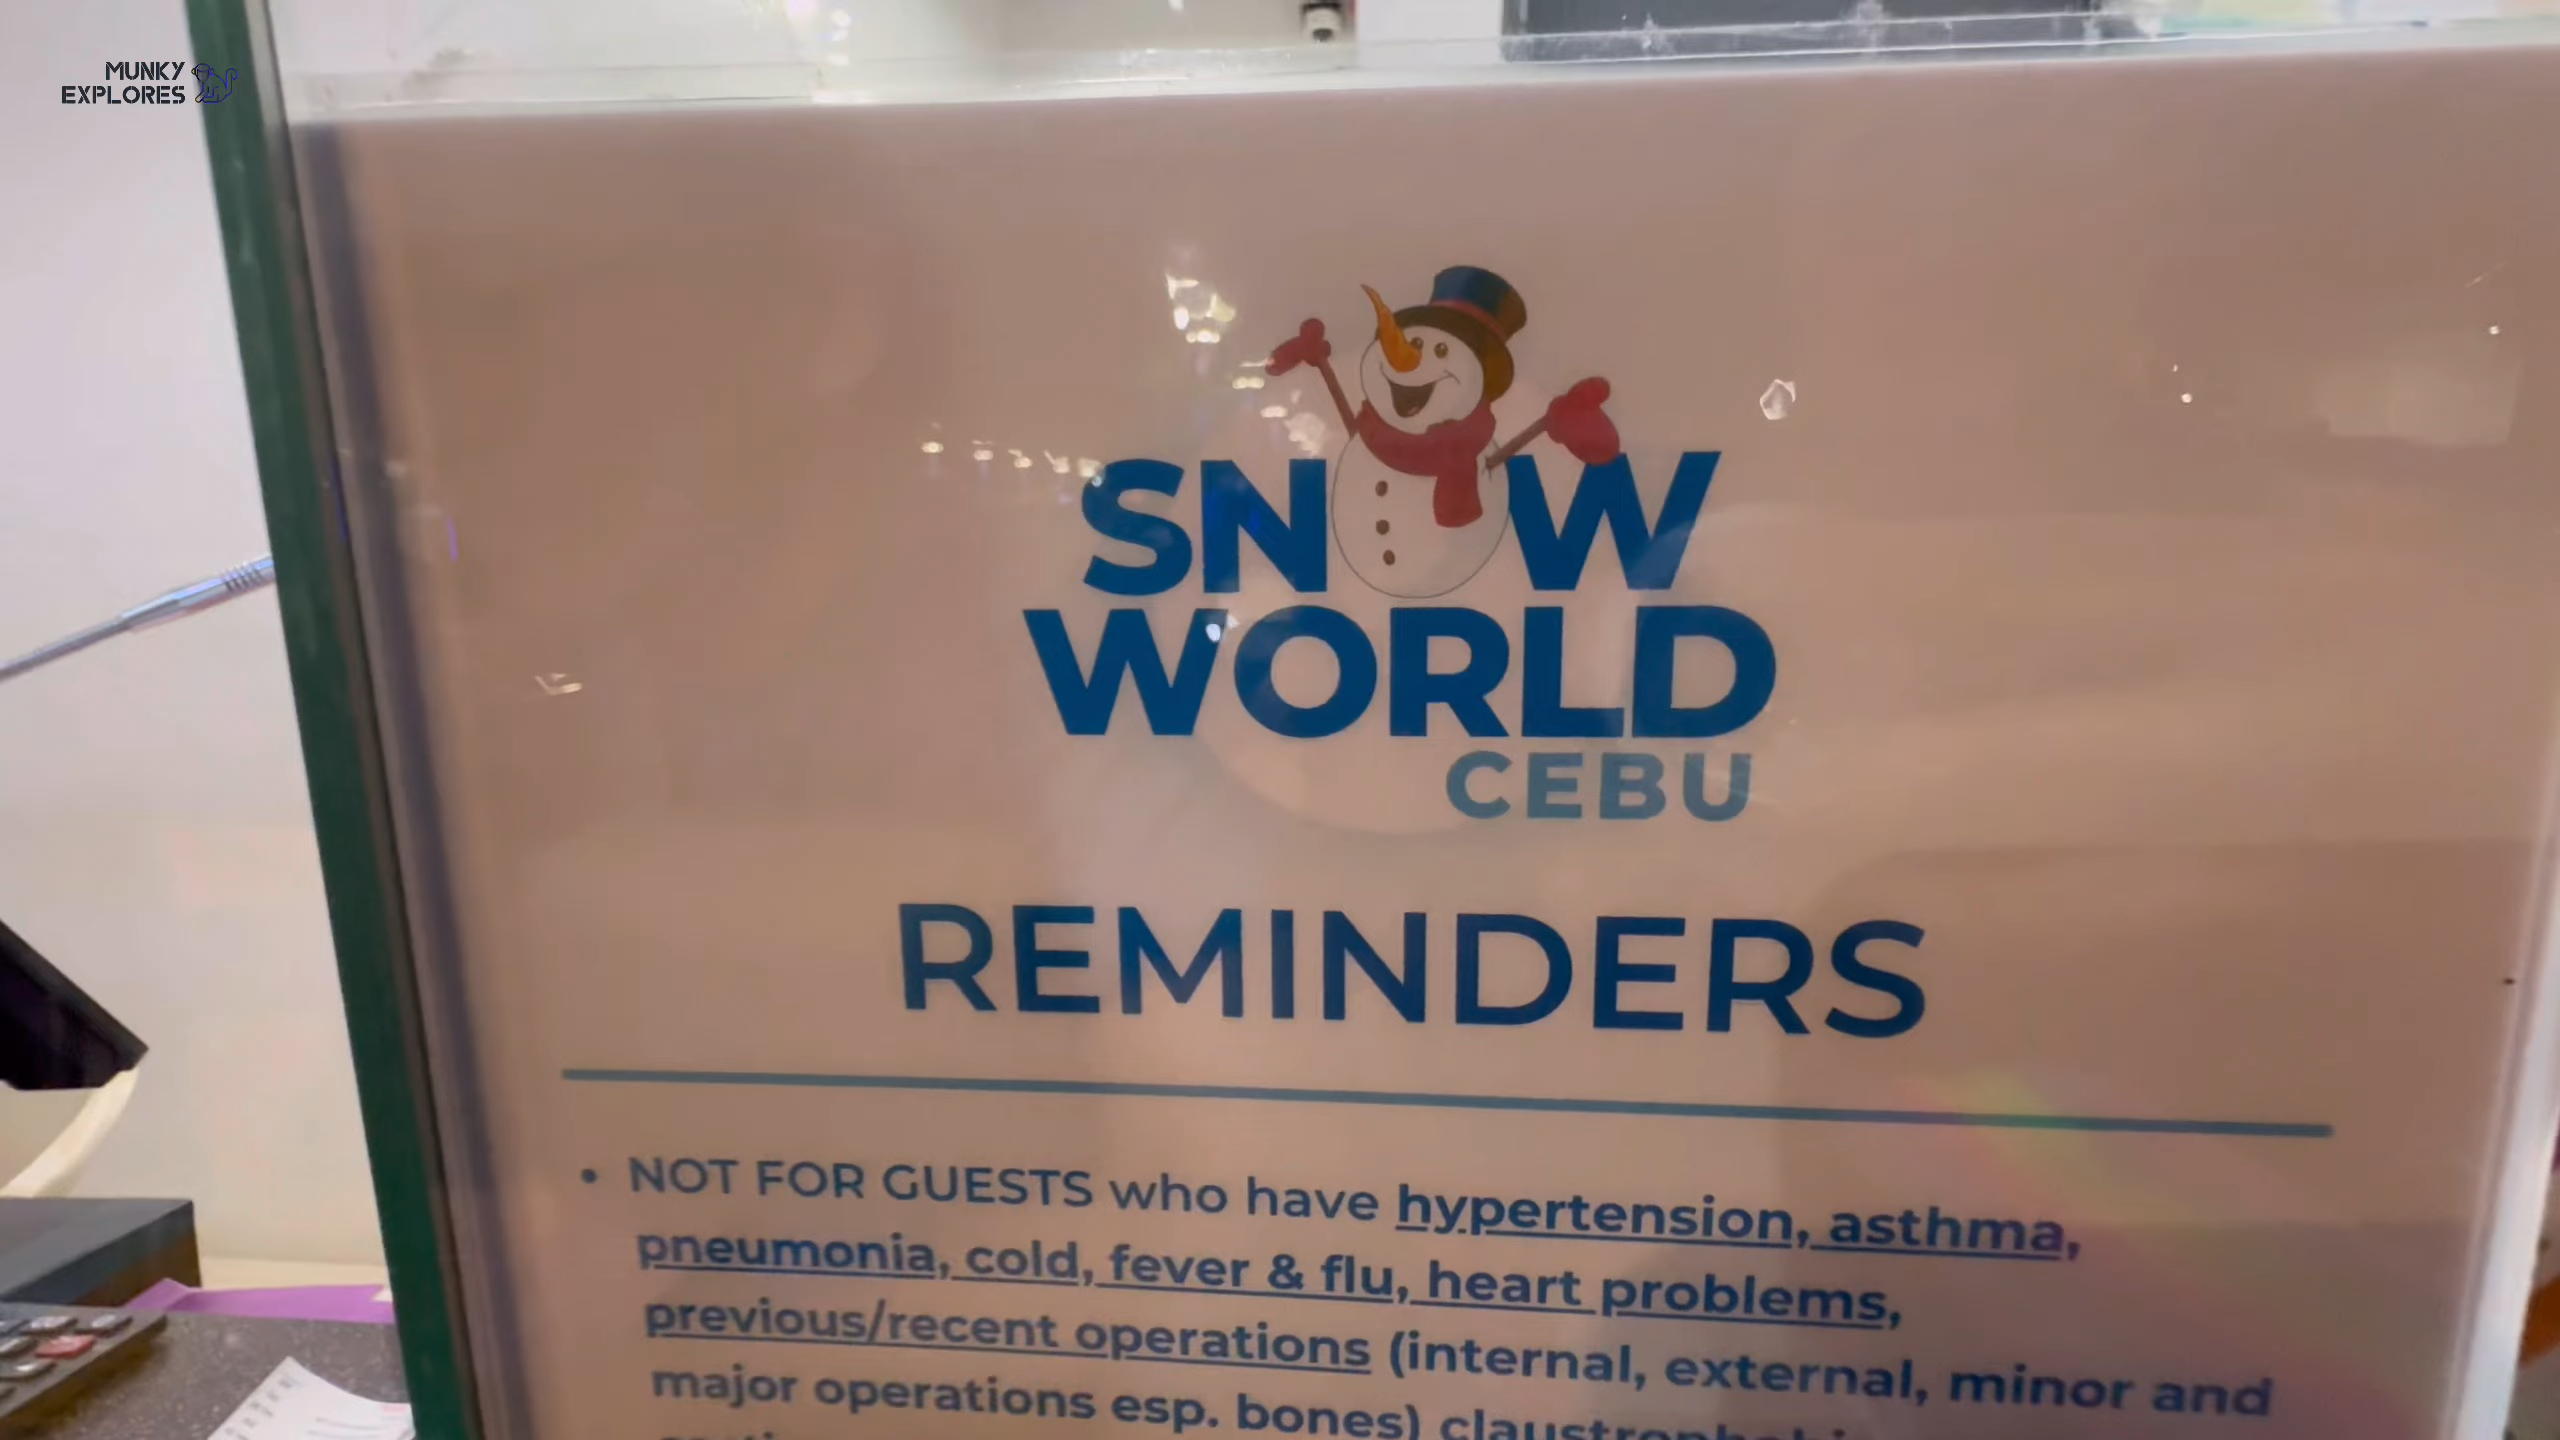 MUNKY
EXPLORES
SNOW
WORLD
CEBU
REMINDERS
• NOT FOR GUESTS who have hypertension, asthma,
pneumonia, cold, fever & flu, heart problems,
previous/recent operations (internal, external, minor and
major operations esp. bones)